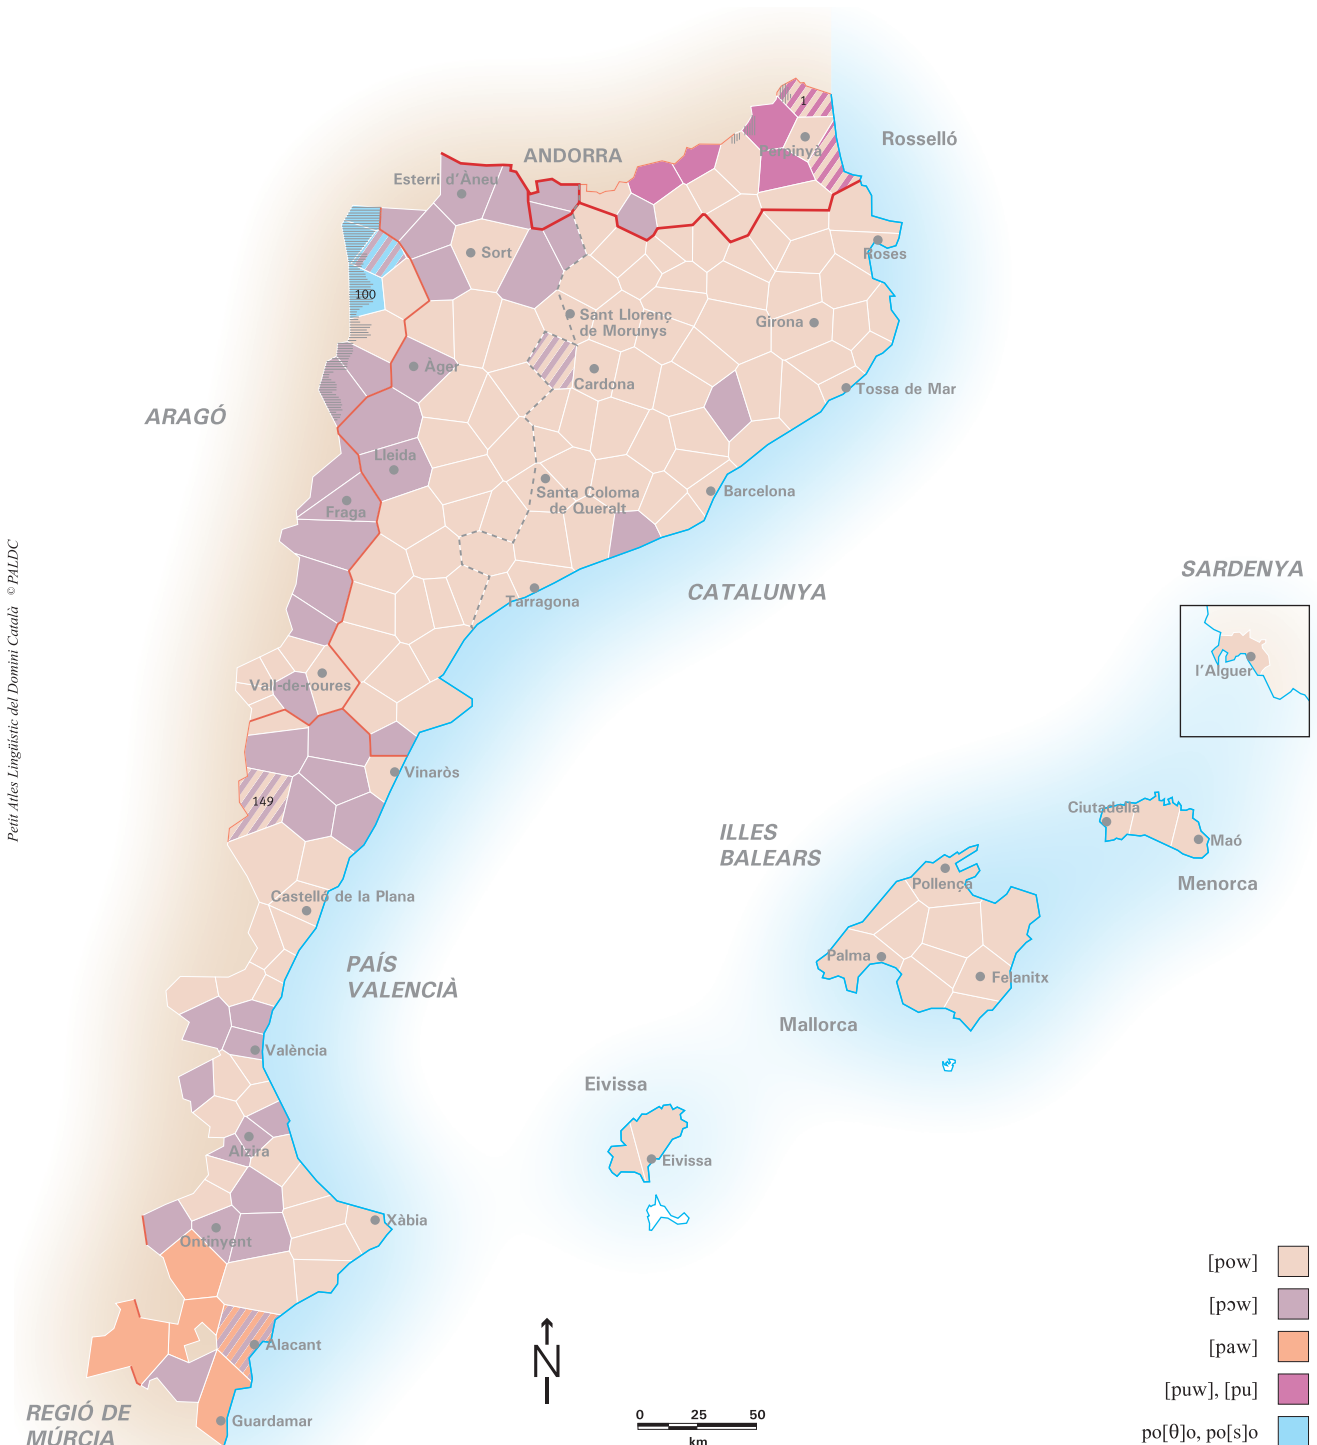 1
Rosselló
Perpinyà
ANDORRA
Esterri d'Àneu
Sort
Roses
100
Sant Llorenç
de Morunys
Girona
Àger
Cardona
Tossa de Mar
ARAGÓ
Lleida
Santa Coloma
de Queralt
Barcelona
Fraga
Petit Atles Lingüístic del Domini Català © PALDC
SARDENYA
CATALUNYA
Tarragona
l'Alguer
Vall-de-roures
Vinaròs
149
ILLES
BALEARS
Ciutadella
Maó
Menorca
Pollença
Castelló de la Plana
Palma
Felanitx
PAÍS
VALENCIÀ
Mallorca
València
Eivissa
Alzira
Eivissa
Xàbia
Ontinyent
Alacant
N
REGIÓ DE
MÚRCIA
Guardamar
0 25 50
km
[pow]
[pɔw]
[paw]
[puw], [pu]
po[θ]o, po[s]o